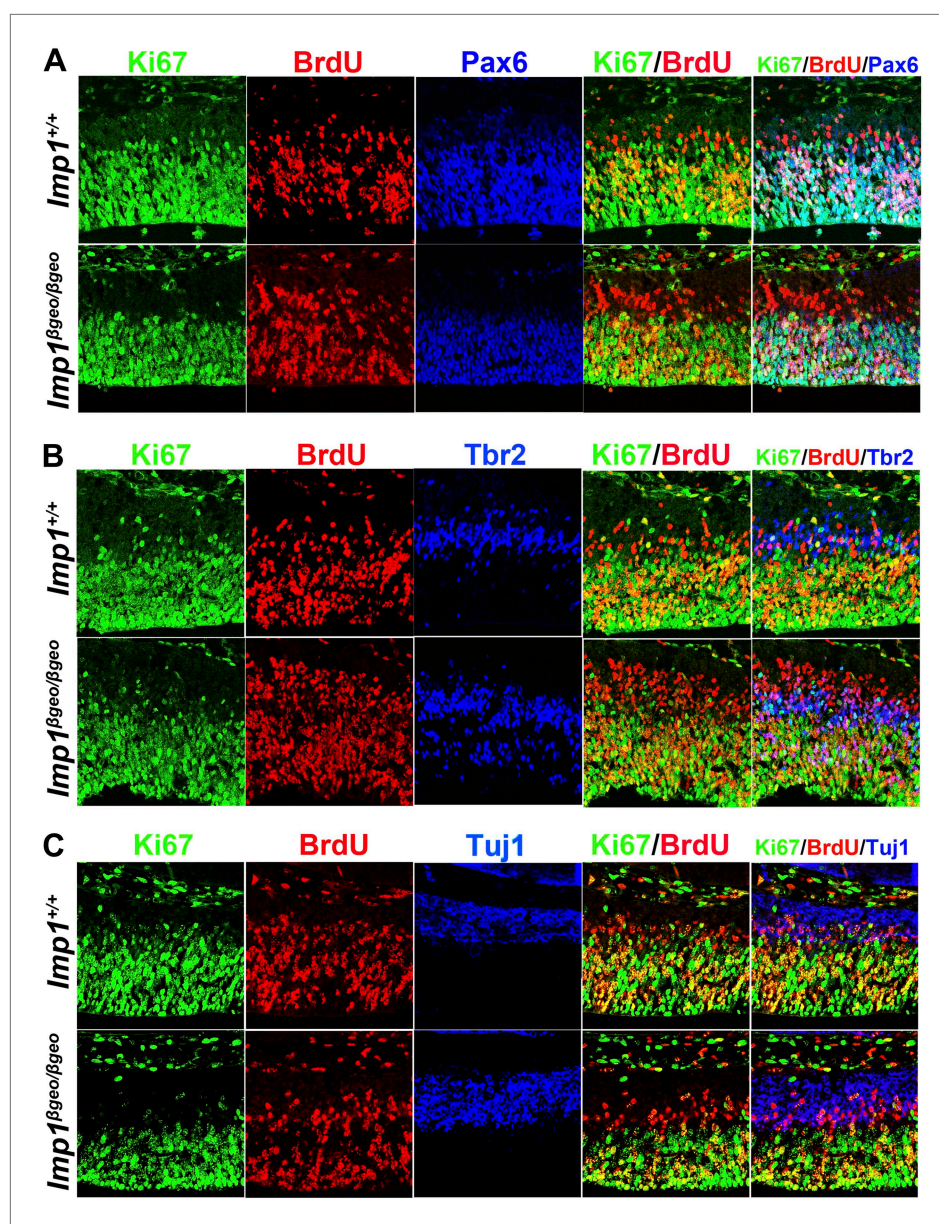 A
Ki67 BrdU Pax6 Ki67/BrdU Ki67/BrdU/Pax6
Imp1+/+
Imp1βgeo/βgeo
B
Ki67 BrdU Tbr2 Ki67/BrdU Ki67/BrdU/Tbr2
Imp1+/+
Imp1βgeo/βgeo
C
Ki67 BrdU Tuj1 Ki67/BrdU Ki67/BrdU/Tuj1
Imp1+/+
Imp1βgeo/βgeo